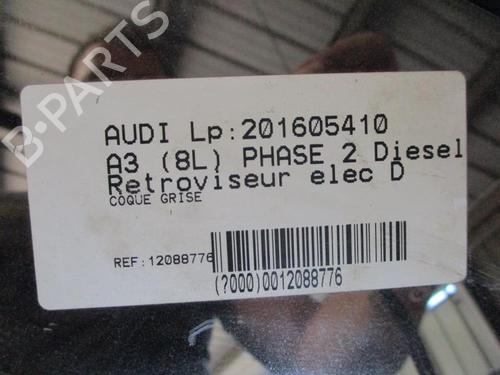 B-PARTS
AUDI Lp:201605410
A3 (8L) PHASE 2 Diesel
Retroviseur elec D
COQUE GRISE
REF:12088776
(?000)0012088776